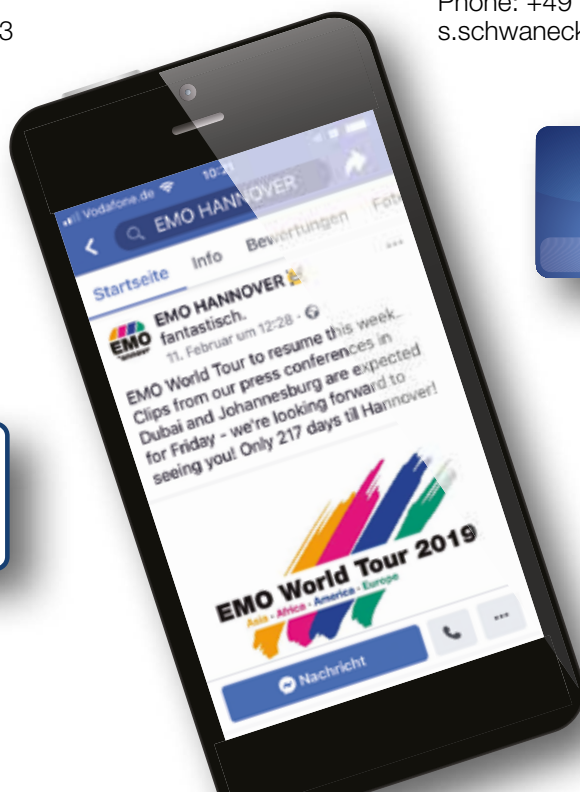 3
Phone: +49
s.schwaneck
Vodafone.de
10:21
EMO HANNOVER
Startseite Info Bewertungen Foto
EMO
EMO HANNOVER
fantastisch.
11. Februar um 12:28 ·
EMO World Tour to resume this week.
Clips from our press conferences in
Dubai and Johannesburg are expected
for Friday - we're looking forward to
seeing you! Only 217 days till Hannover!
EMO World Tour 2019
Asia · Africa · America · Europe
Nachricht